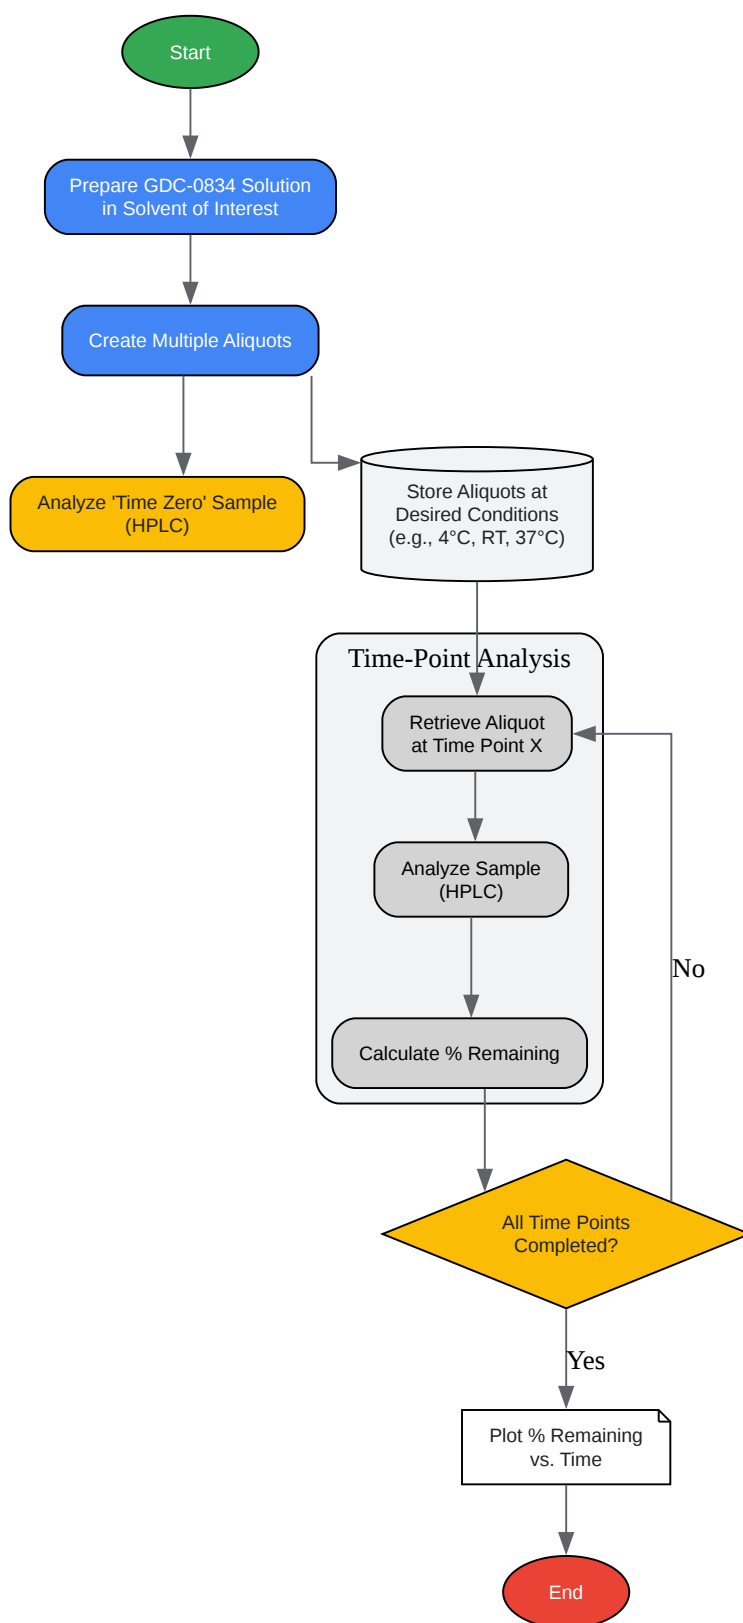 Start
Prepare GDC-0834 Solution
in Solvent of Interest
Create Multiple Aliquots
Analyze 'Time Zero' Sample
(HPLC)
Store Aliquots at
Desired Conditions
(e.g., 4°C, RT, 37°C)
Time-Point Analysis
Retrieve Aliquot
at Time Point X
Analyze Sample
(HPLC)
No
Calculate % Remaining
All Time Points
Completed?
Yes
Plot % Remaining
vs. Time
End